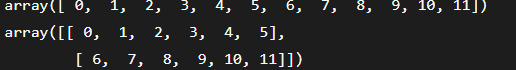 array([ 0,  1,  2,  3,  4,  5,  6,  7,  8,  9, 10, 11])
array([[ 0,  1,  2,  3,  4,  5],
       [ 6,  7,  8,  9, 10, 11]])